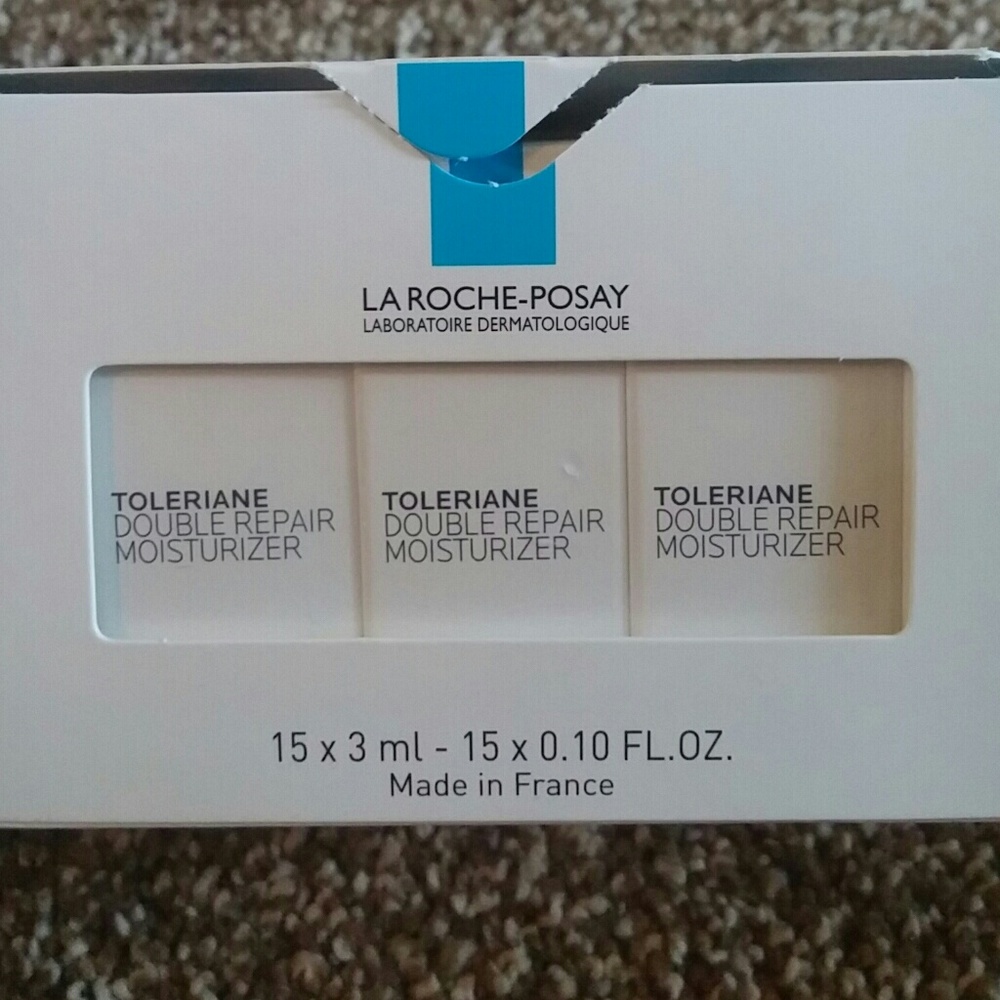 LA ROCHE-POSAY
LABORATOIRE DERMATOLOGIQUE
TOLERIANE
DOUBLE REPAIR
MOISTURIZER
TOLERIANE
DOUBLE REPAIR
MOISTURIZER
TOLERIANE
DOUBLE REPAIR
MOISTURIZER
15 x 3 ml - 15 x 0.10 FL.OZ.
Made in France